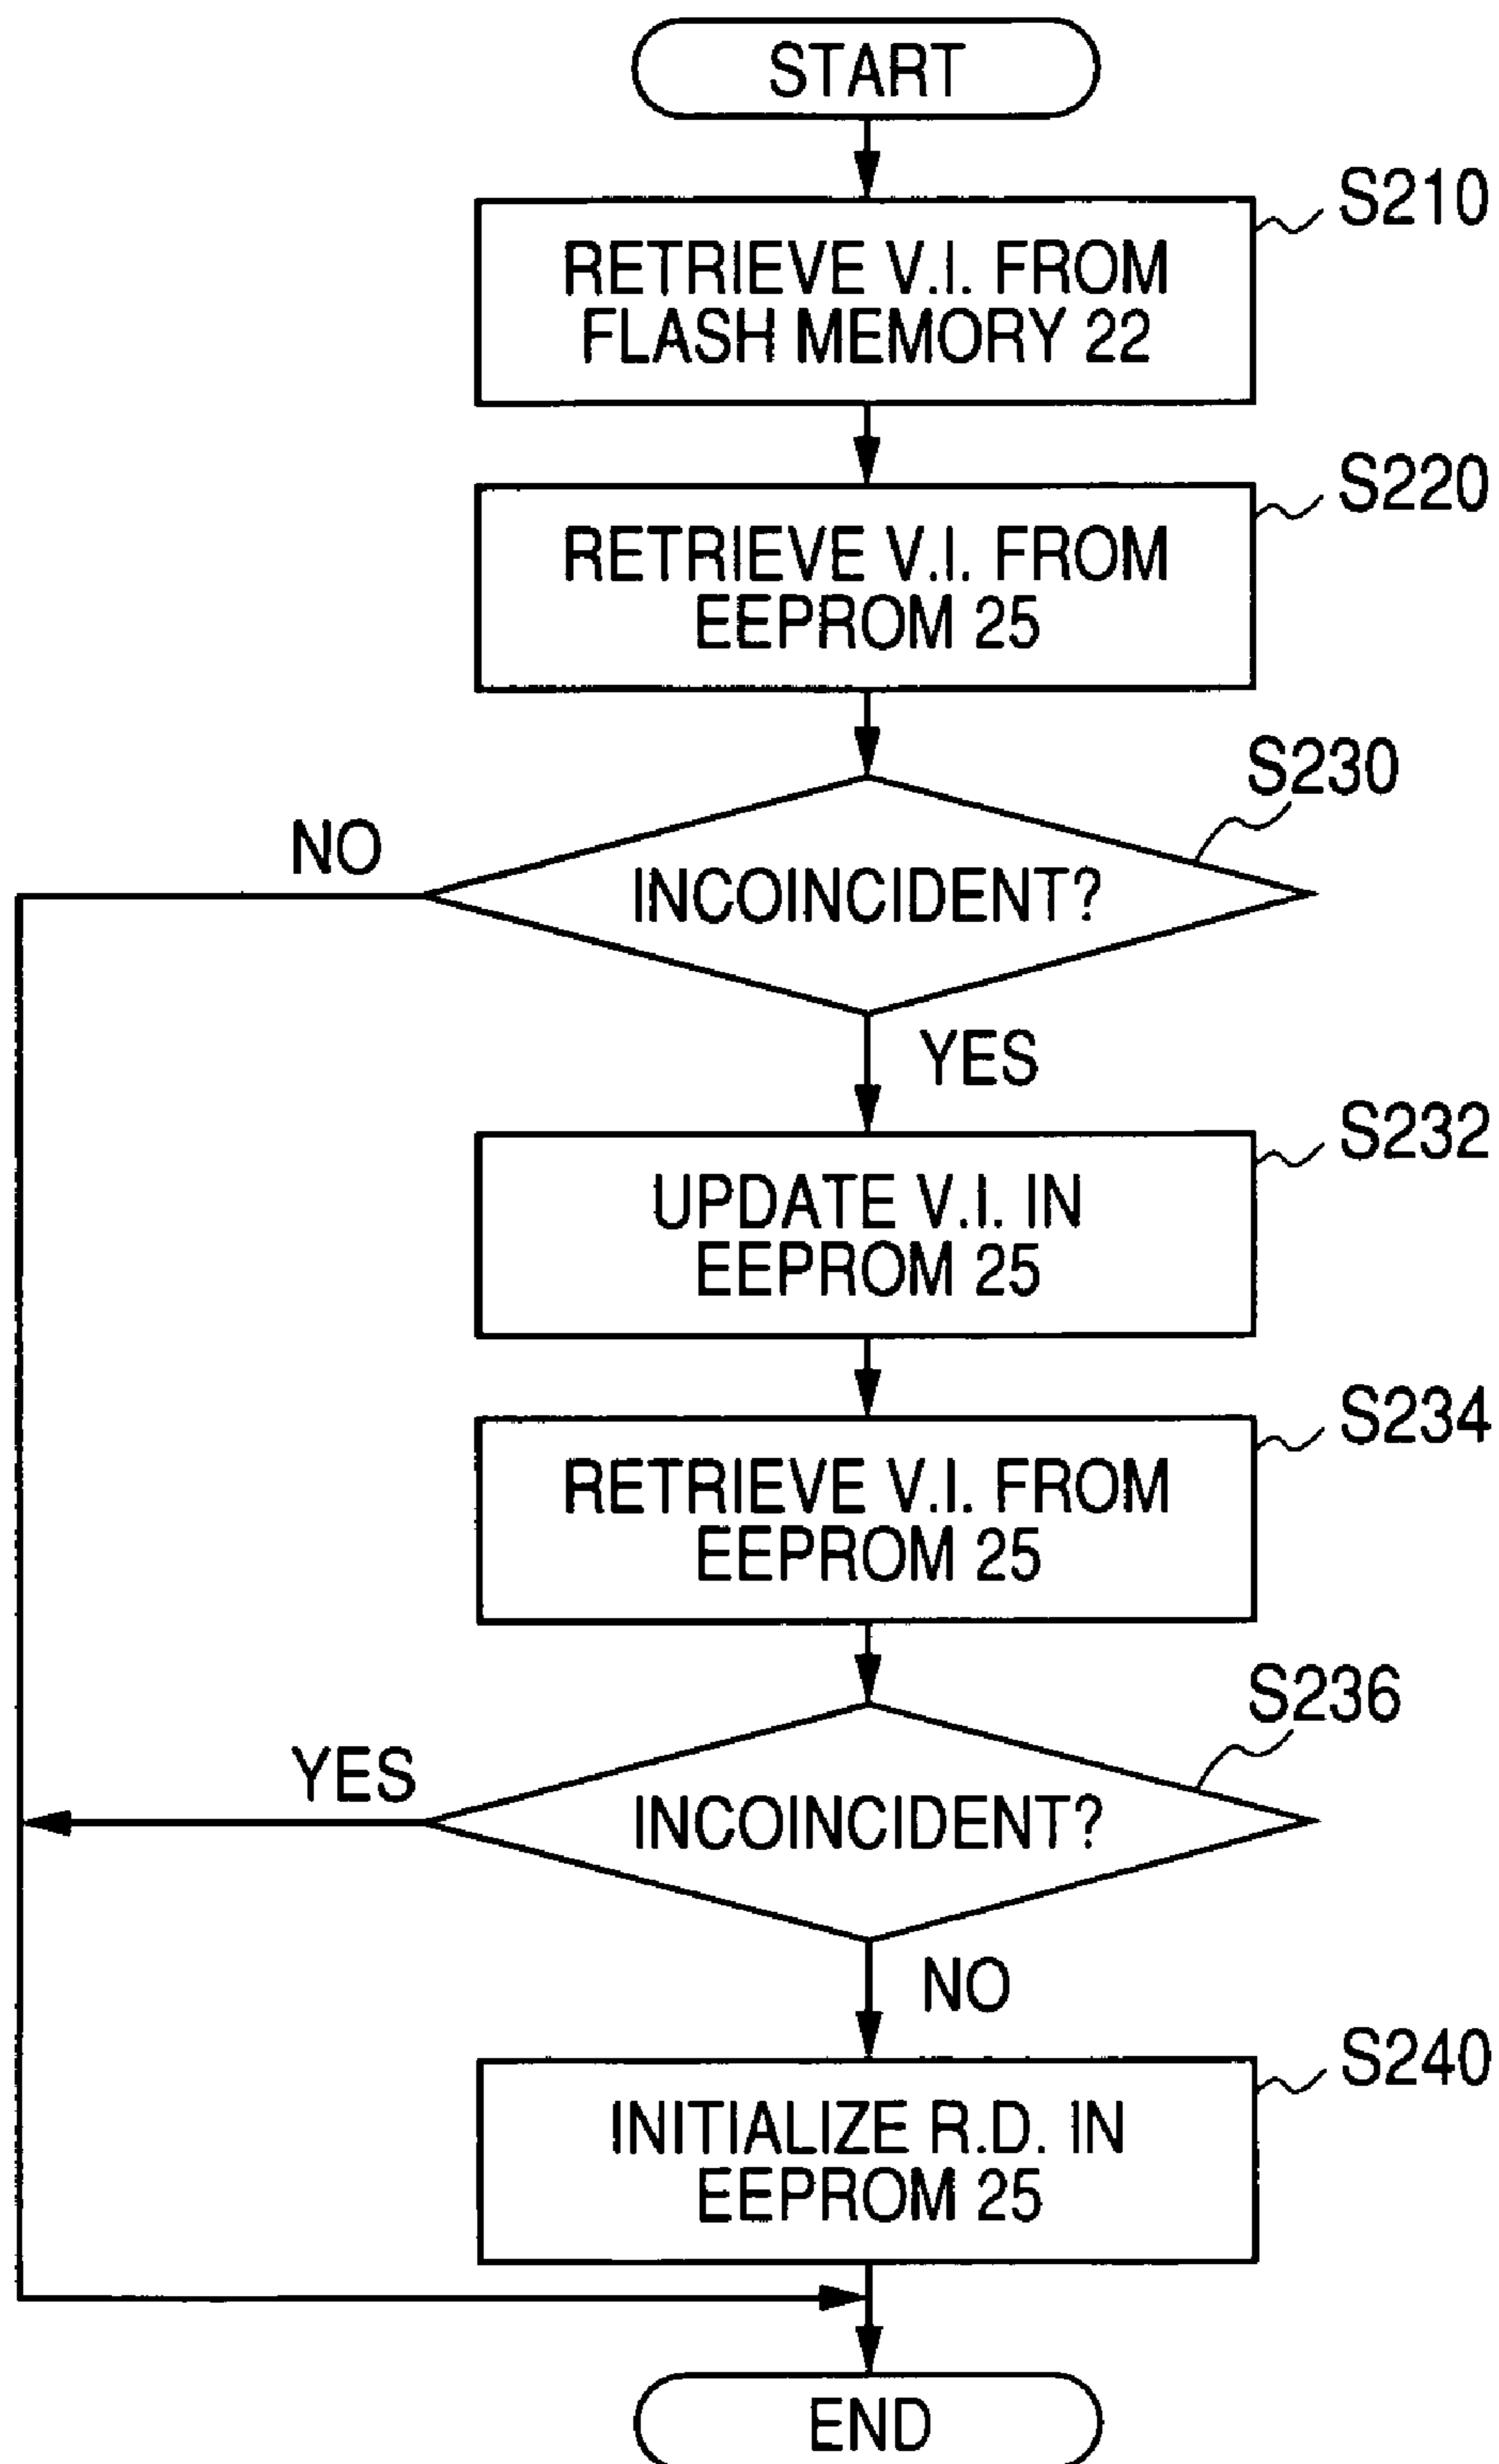 START
S210
RETRIEVE V.I. FROM
FLASH MEMORY 22
S220
RETRIEVE V.I. FROM
EEPROM 25
S230
NO
INCOINCIDENT?
YES
S232
UPDATE V.I. IN
EEPROM 25
S234
RETRIEVE V.I. FROM
EEPROM 25
S236
YES
INCOINCIDENT?
NO
S240
INITIALIZE R.D. IN
EEPROM 25
END